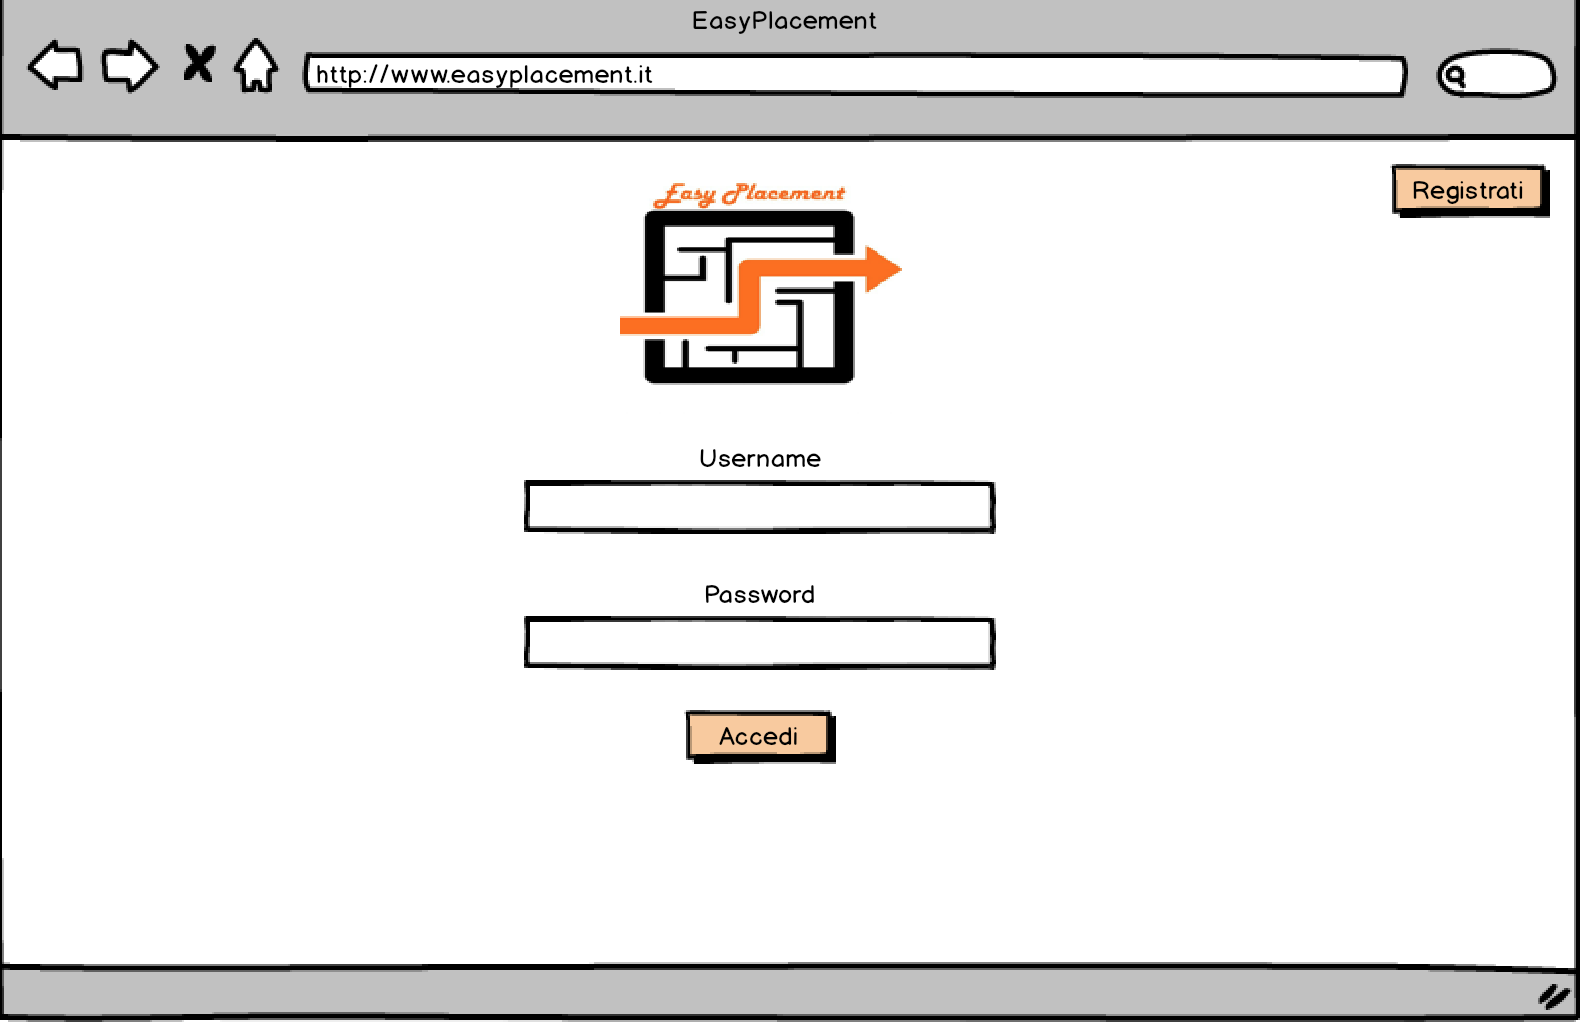 EasyPlacement
http://www.easyplacement.it
Registrati
Easy Placement
Username
Password
Accedi